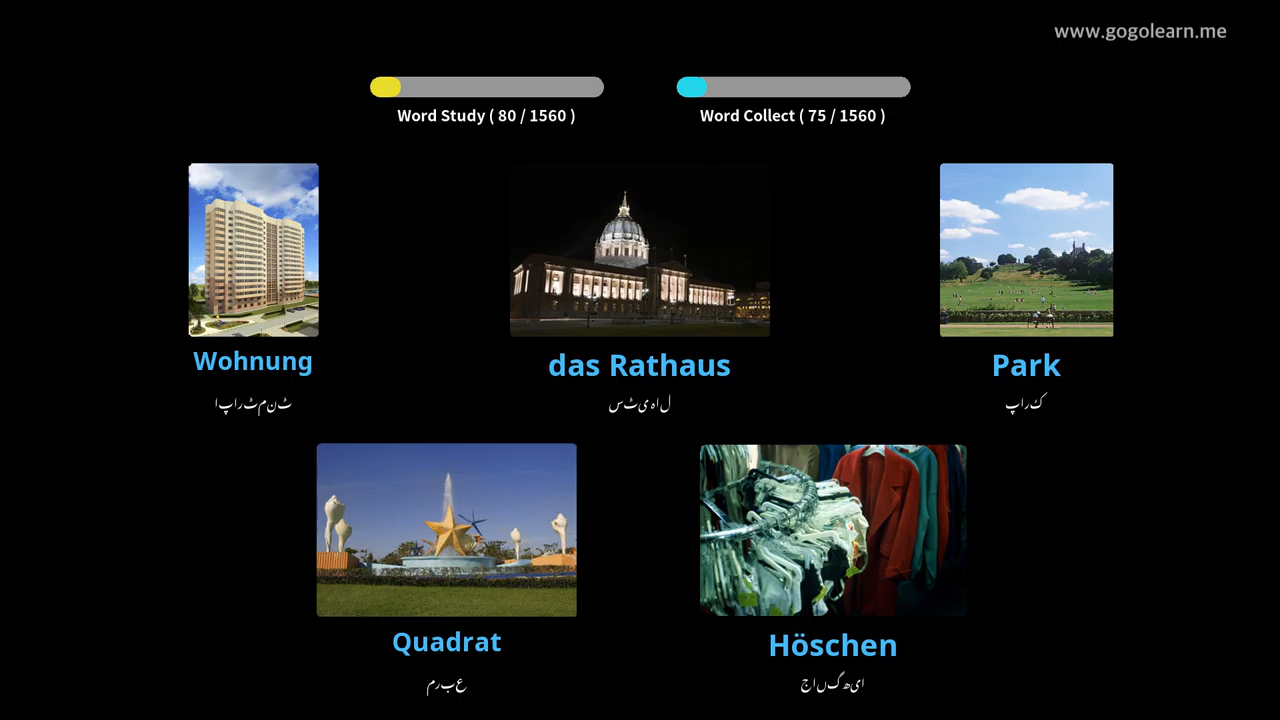 www.gogolearn.me
Word Study ( 80 / 1560 )
Word Collect ( 75 / 1560 )
Wohnung
اپارٹمنٹ
das Rathaus
سٹی ہال
Park
پارک
Quadrat
مربع
Höschen
جاںگھیا